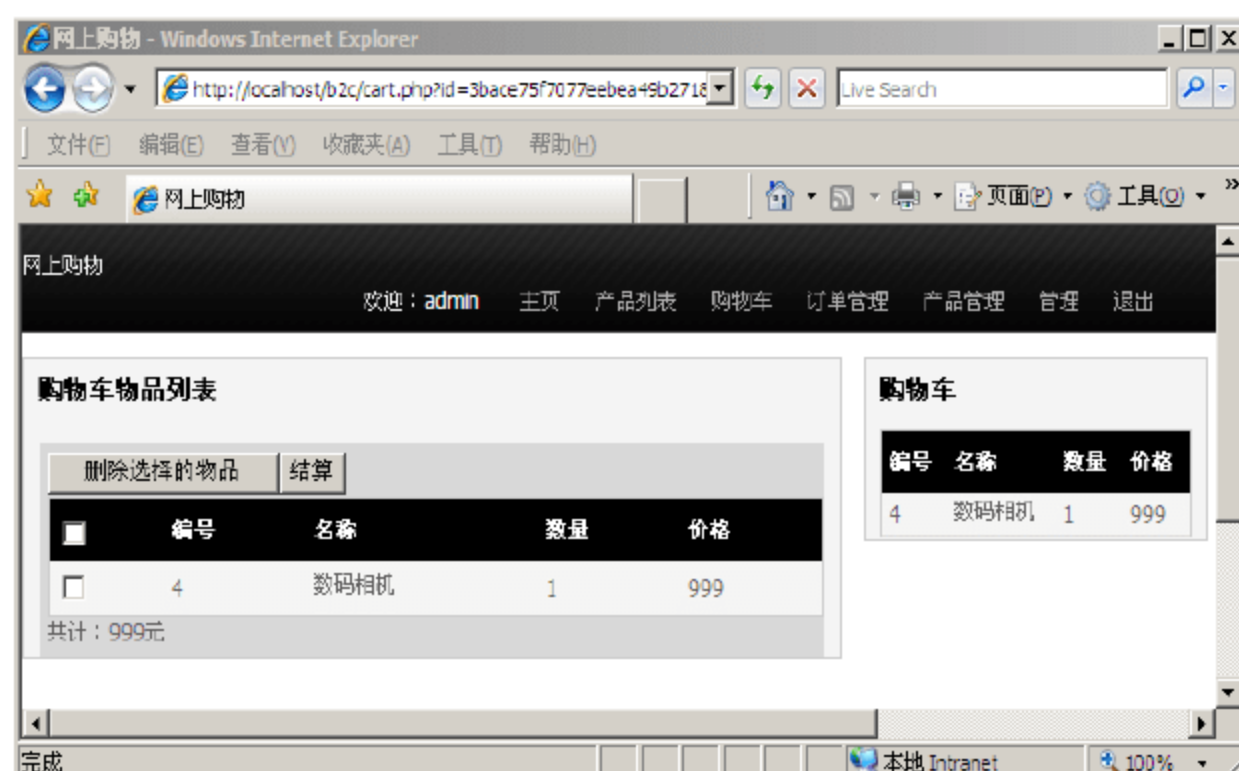 网上购物 - Windows Internet Explorer
http://localhost/b2c/cart.php?id=3bace75f7077eebea49b2718
Live Search
文件(F) 编辑(E) 查看(V) 收藏夹(A) 工具(T) 帮助(H)
网上购物 页面(P) 工具(O) »
网上购物
欢迎：admin 主页 产品列表 购物车 订单管理 产品管理 管理 退出
购物车物品列表
删除选择的物品 结算
编号 名称 数量 价格
4 数码相机 1 999
共计：999元
购物车
编号 名称 数量 价格
4 数码相机 1 999
完成 本地 Intranet 100%